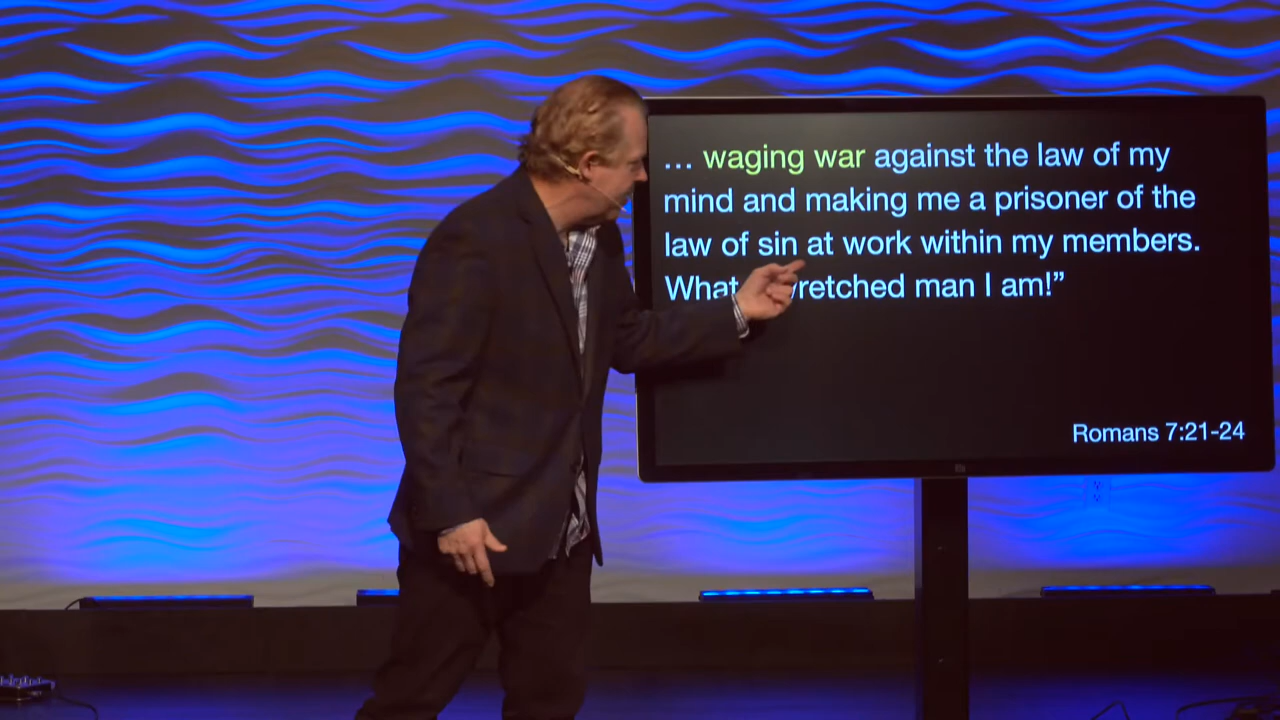 ... waging war against the law of my
mind and making me a prisoner of the
law of sin at work within my members.
What wretched man I am!”
Romans 7:21-24